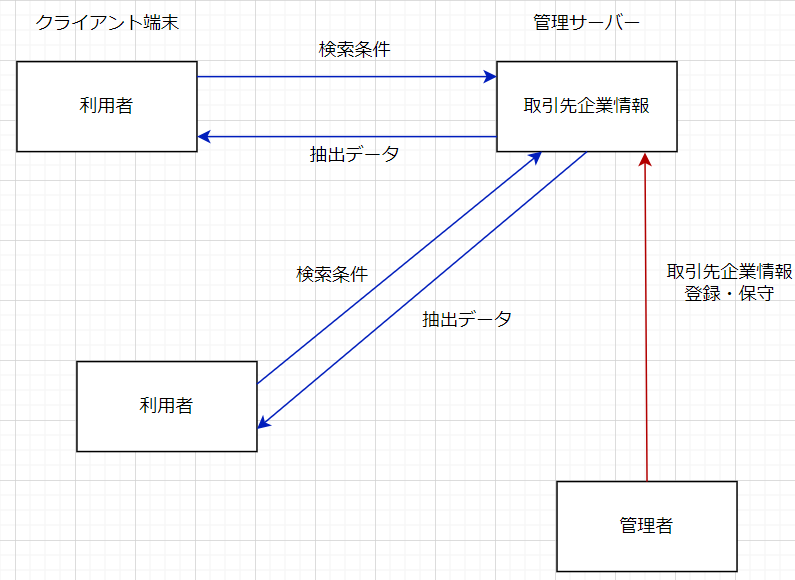 クライアント端末
管理サーバー
検索条件
利用者
取引先企業情報
抽出データ
検索条件
取引先企業情報
登録・保守
抽出データ
利用者
管理者